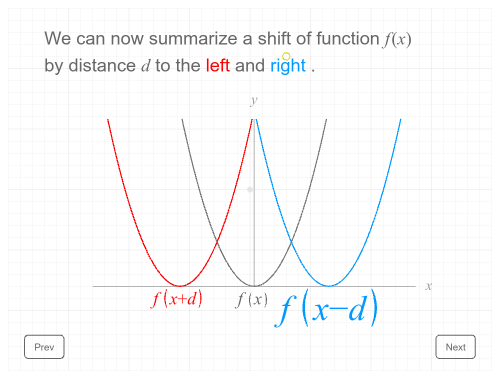 We can now summarize a shift of function f(x)
by distance d to the left and right .
y
x
f(x+d) f(x) f(x−d)
Prev Next